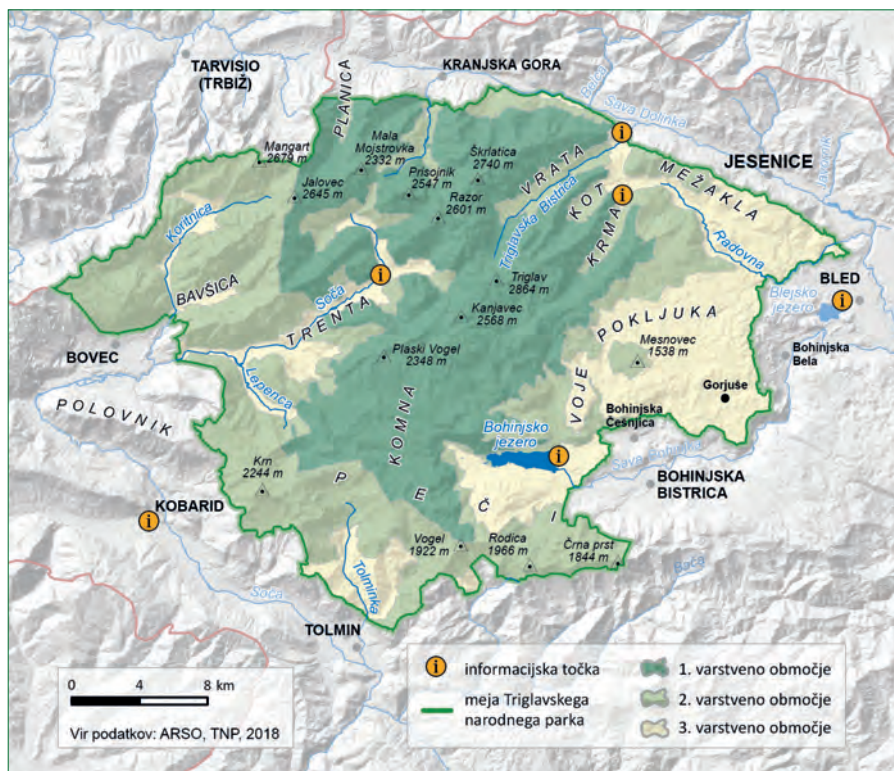 TARVISIO
(TRBIŽ)
PLANICA
KRANJSKA GORA
Sava Dolinka
JESENICE
Mangart
2679 m
Mala
Mojstrovka
2332 m
Škrlatica
2740 m
Jalovec
2645 m
Prisojnik
2547 m
Razor
2601 m
VRATA
Triglavska Bistrica
KOT
KRMA
MEŽAKLA
Radovna
Koritnica
BAVŠICA
Soča
TRENTA
Triglav
2864 m
Kanjavec
2568 m
Plaski Vogel
2348 m
POKLJUKA
Mesnovec
1538 m
BLED
Blejsko
jezero
Bohinjska
Bela
Gorjuše
BOVEC
Lepenca
POLOVNIK
KOMNA
VOJE
Bohinjska
Češnjica
Bohinjsko
jezero
BOHINJSKA
BISTRICA
Krn
2244 m
PEČI
KOBARID
Vogel
1922 m
Rodica
1966 m
Črna prst
1844 m
Bača
Tolminka
Soča
TOLMIN
0 4 8 km
Vir podatkov: ARSO, TNP, 2018
i informacijska točka
meja Triglavskega
narodnega parka
1. varstveno območje
2. varstveno območje
3. varstveno območje